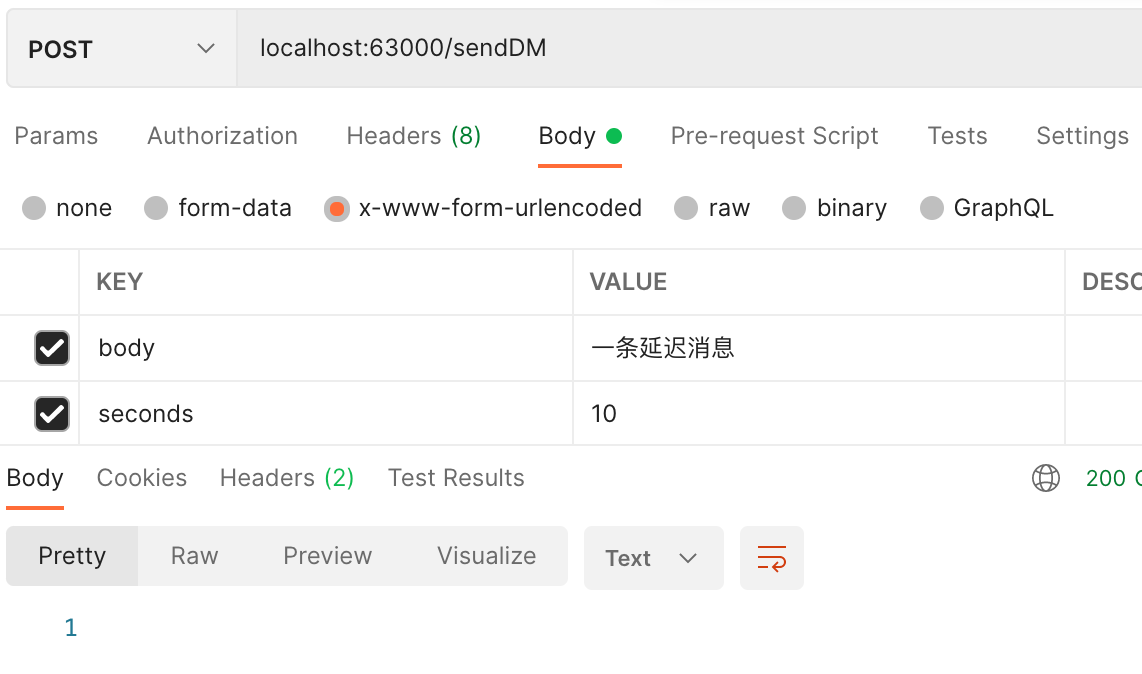 POST localhost:63000/sendDM
Params Authorization Headers (8) Body Pre-request Script Tests Settings
none form-data x-www-form-urlencoded raw binary GraphQL
KEY VALUE DESC
body 一条延迟消息
seconds 10
Body Cookies Headers (2) Test Results 200
Pretty Raw Preview Visualize Text
1